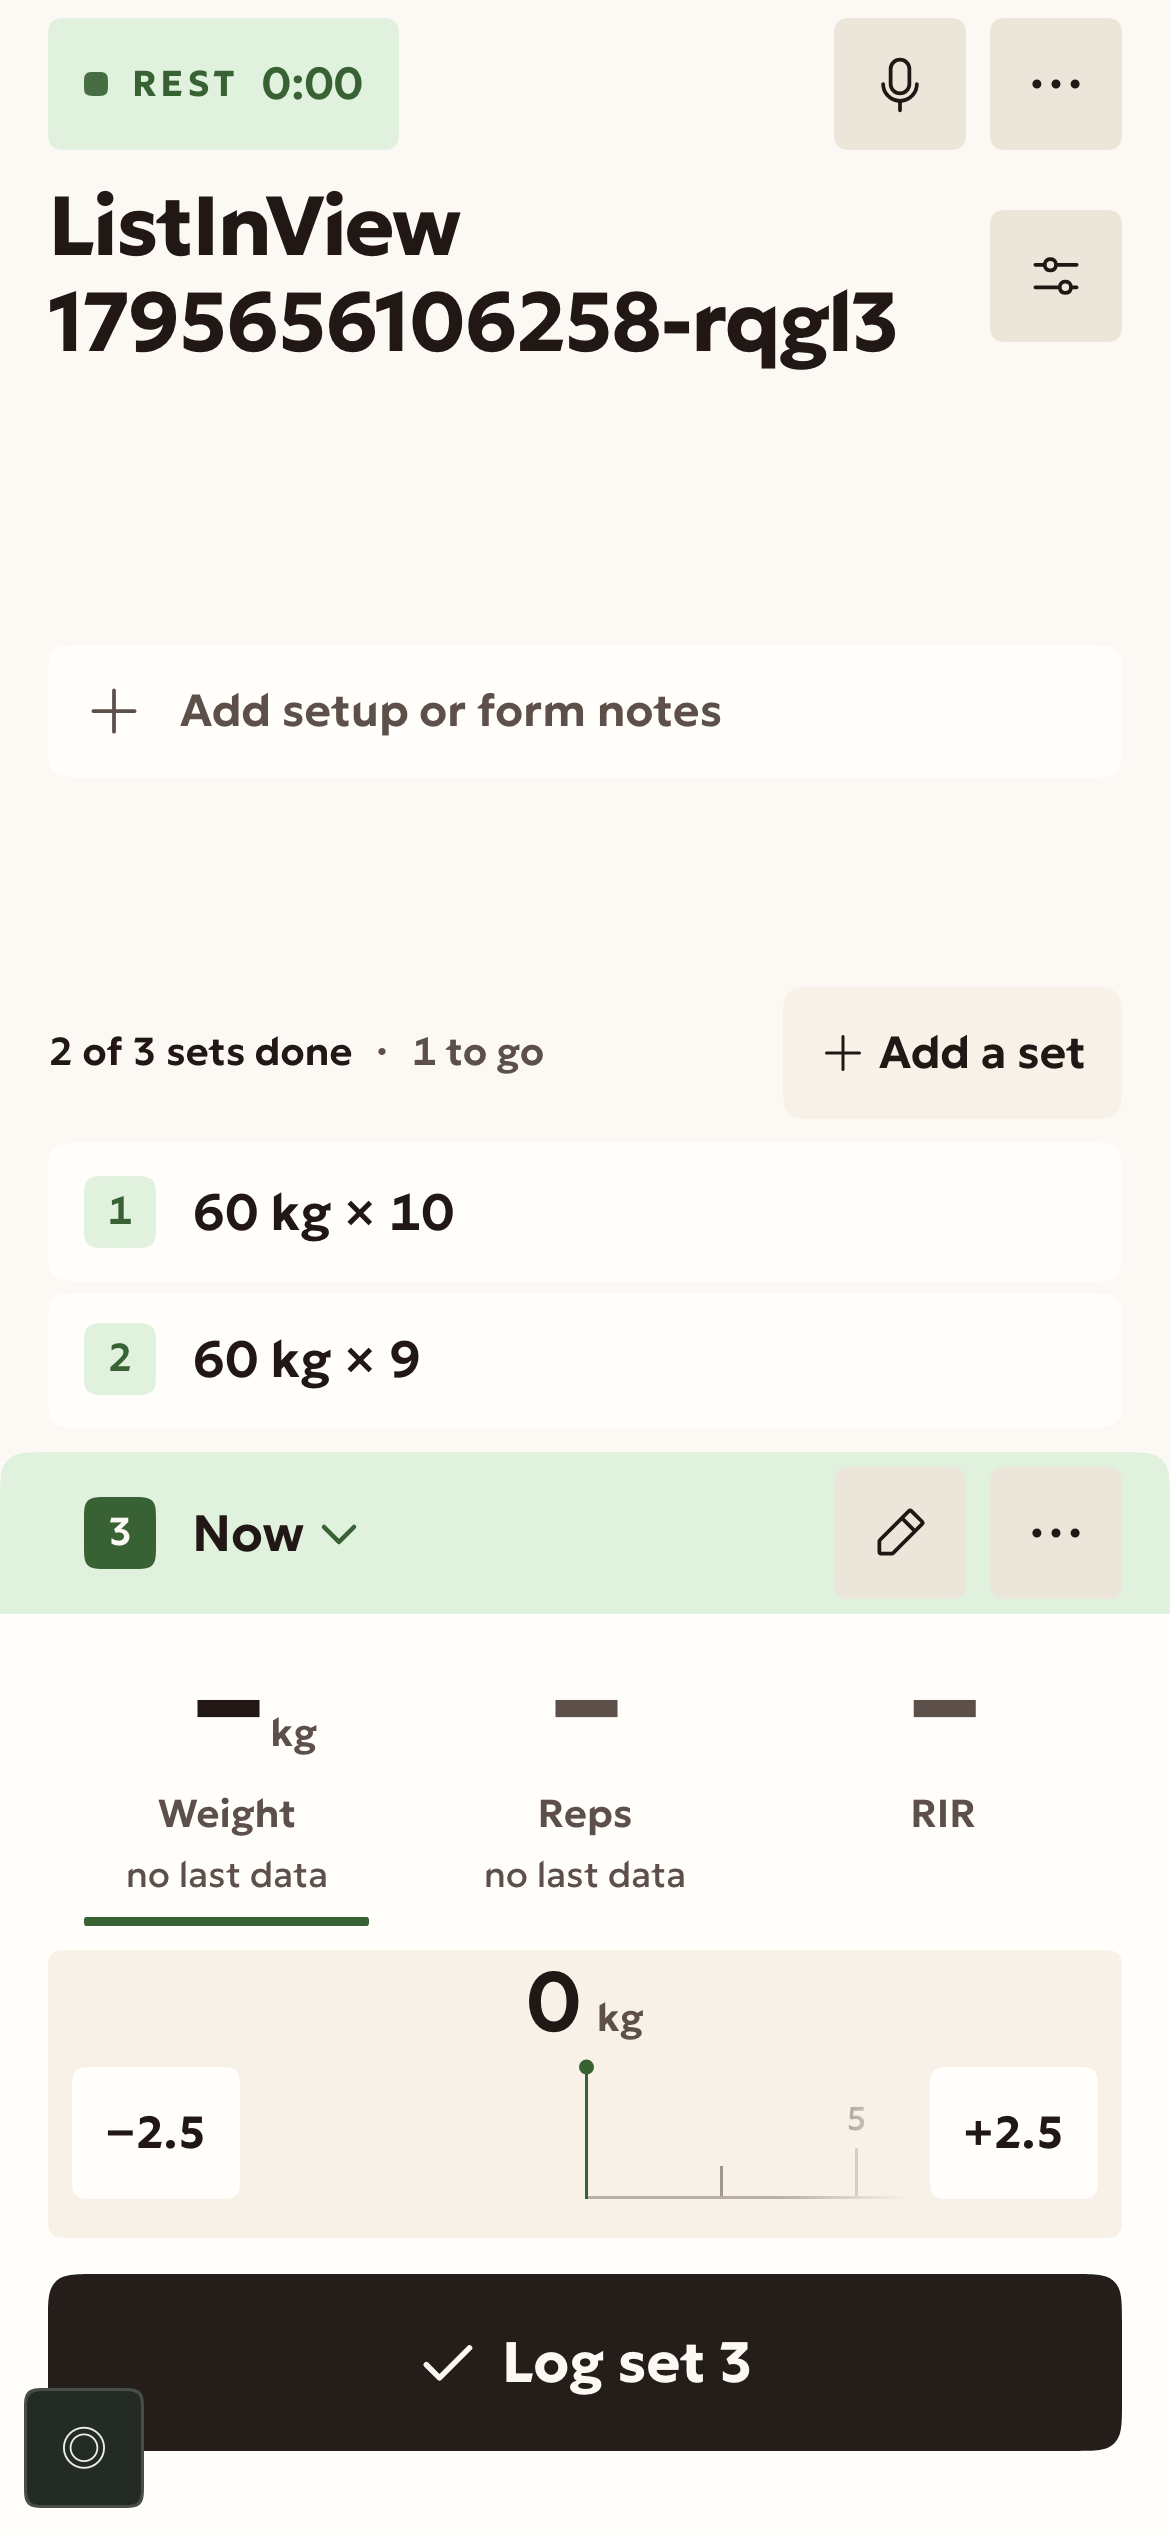 REST 0:00
ListInView
1795656106258-rqgl3
Add setup or form notes
2 of 3 sets done · 1 to go
Add a set
1 60 kg × 10
2 60 kg × 9
3 Now
– kg – –
Weight Reps RIR
no last data no last data
0 kg
−2.5 5 +2.5
Log set 3